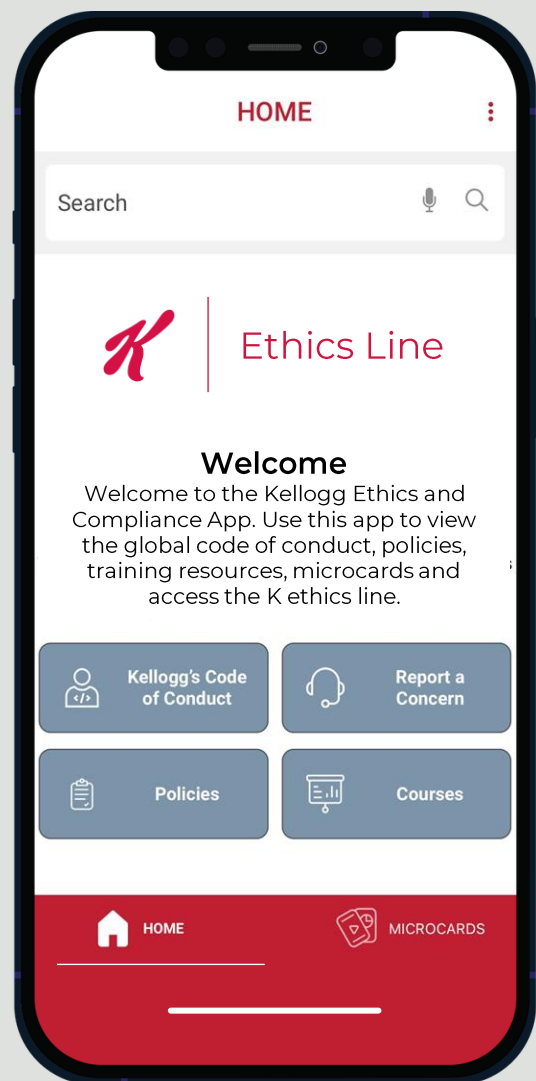 HOME
Search
K
Ethics Line
Welcome
Welcome to the Kellogg Ethics and
Compliance App. Use this app to view
the global code of conduct, policies,
training resources, microcards and
access the K ethics line.
Kellogg's Code
of Conduct
Report a
Concern
Policies
Courses
HOME
MICROCARDS